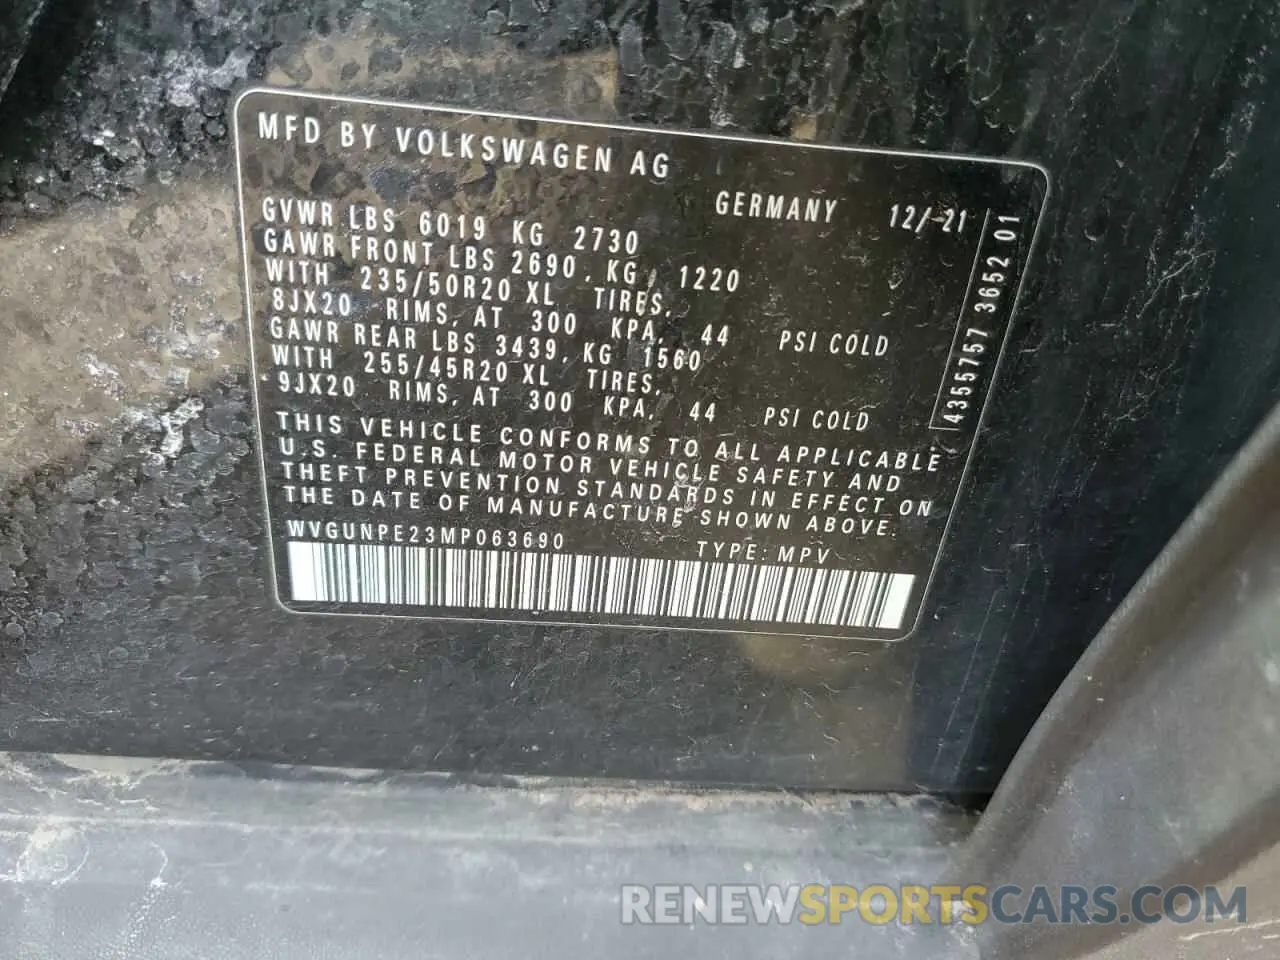 MFD BY VOLKSWAGEN AG
GERMANY 12/-21
GVWR LBS 6019 KG 2730
GAWR FRONT LBS 2690, KG, 1220
WITH 235/50R20 XL TIRES,
8JX20 RIMS, AT 300 KPA, 44 PSI COLD
GAWR REAR LBS 3439, KG 1560
WITH 255/45R20 XL TIRES,
9JX20 RIMS, AT 300 KPA, 44 PSI COLD
THIS VEHICLE CONFORMS TO ALL APPLICABLE
U.S. FEDERAL MOTOR VEHICLE SAFETY AND
THEFT PREVENTION STANDARDS IN EFFECT ON
THE DATE OF MANUFACTURE SHOWN ABOVE.
WVGUNPE23MP063690 TYPE: MPV
4355757 3652 01
RENEWSPORTSCARS.COM